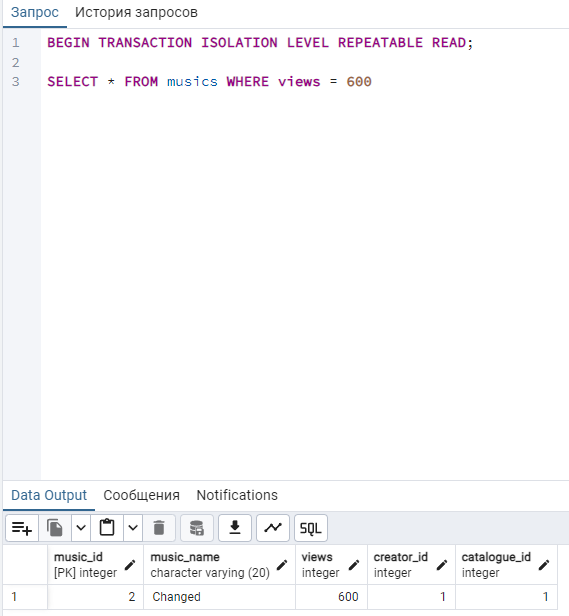 Запрос История запросов
1 BEGIN TRANSACTION ISOLATION LEVEL REPEATABLE READ;
2
3 SELECT * FROM musics WHERE views = 600
Data Output Сообщения Notifications
SQL
music_id music_name views creator_id catalogue_id
[PK] integer character varying (20) integer integer integer
1 2 Changed 600 1 1